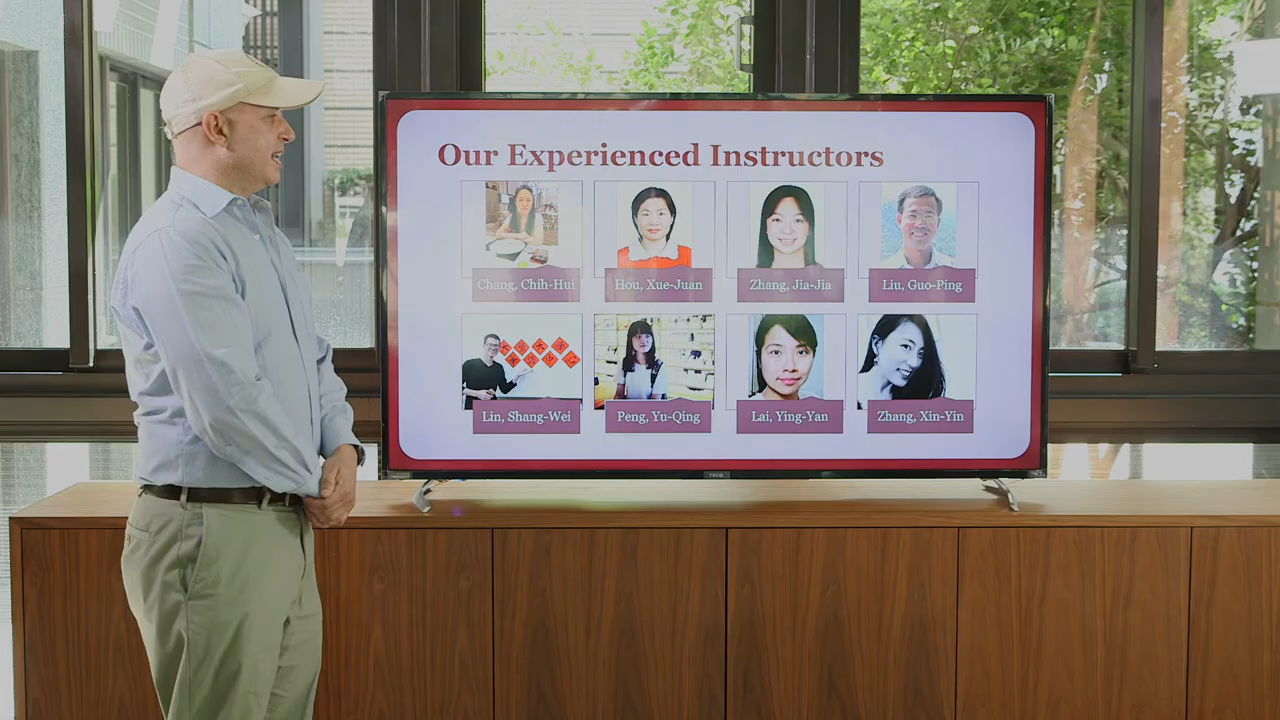 Our Experienced Instructors
Chang, Chih-Hui
Hou, Xue-Juan
Zhang, Jia-Jia
Liu, Guo-Ping
Lin, Shang-Wei
Peng, Yu-Qing
Lai, Ying-Yan
Zhang, Xin-Yin
TECO